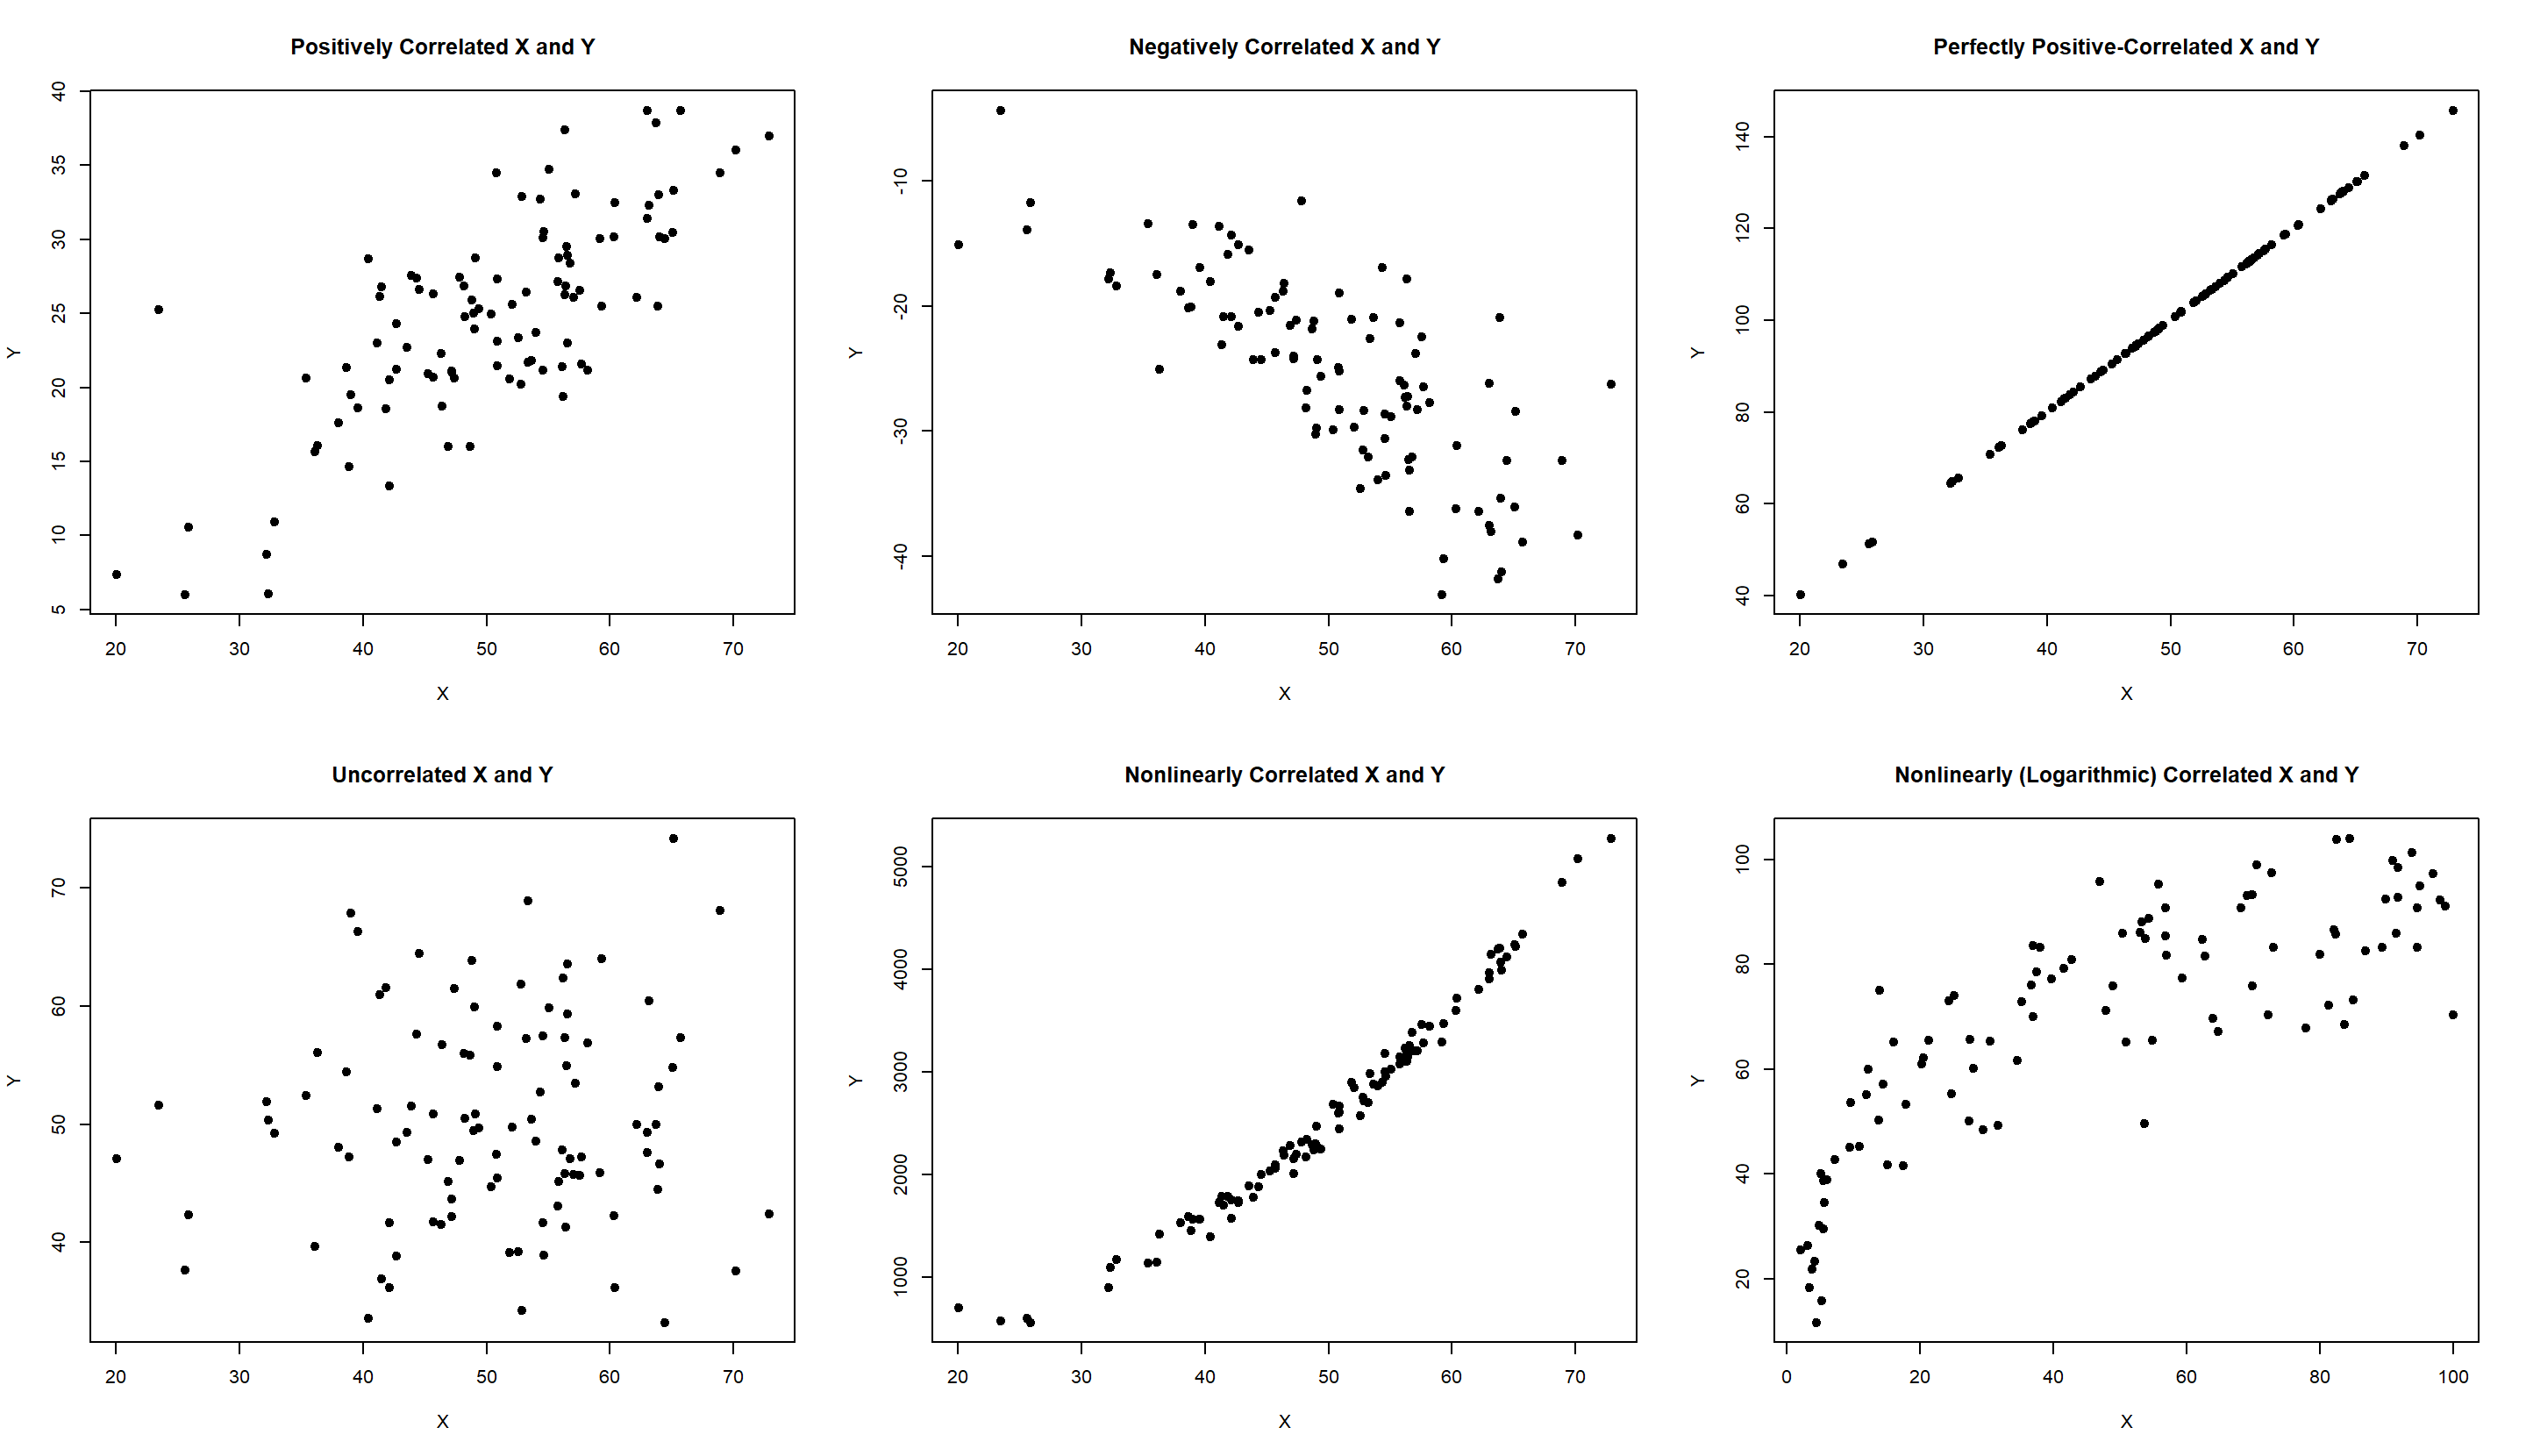 Positively Correlated X and Y
40
35
30
25
20
15
10
5
Y
20 30 40 50 60 70
X
Negatively Correlated X and Y
-10
-20
-30
-40
Y
20 30 40 50 60 70
X
Perfectly Positive-Correlated X and Y
140
120
100
80
60
40
Y
20 30 40 50 60 70
X
Uncorrelated X and Y
70
60
50
40
Y
20 30 40 50 60 70
X
Nonlinearly Correlated X and Y
5000
4000
3000
2000
1000
Y
20 30 40 50 60 70
X
Nonlinearly (Logarithmic) Correlated X and Y
100
80
60
40
20
Y
0 20 40 60 80 100
X